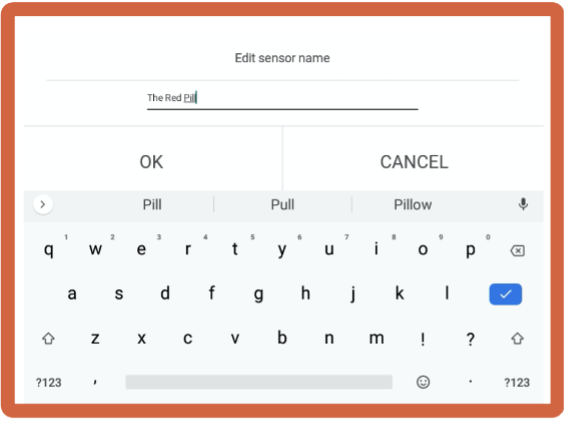 Edit sensor name
The Red Pill
OK CANCEL
Pill Pull Pillow
q 1 w 2 e 3 r 4 t 5 y 6 u 7 i 8 o 9 p 0
a s d f g h j k l
z x c v b n m ! ?
?123 , . ?123